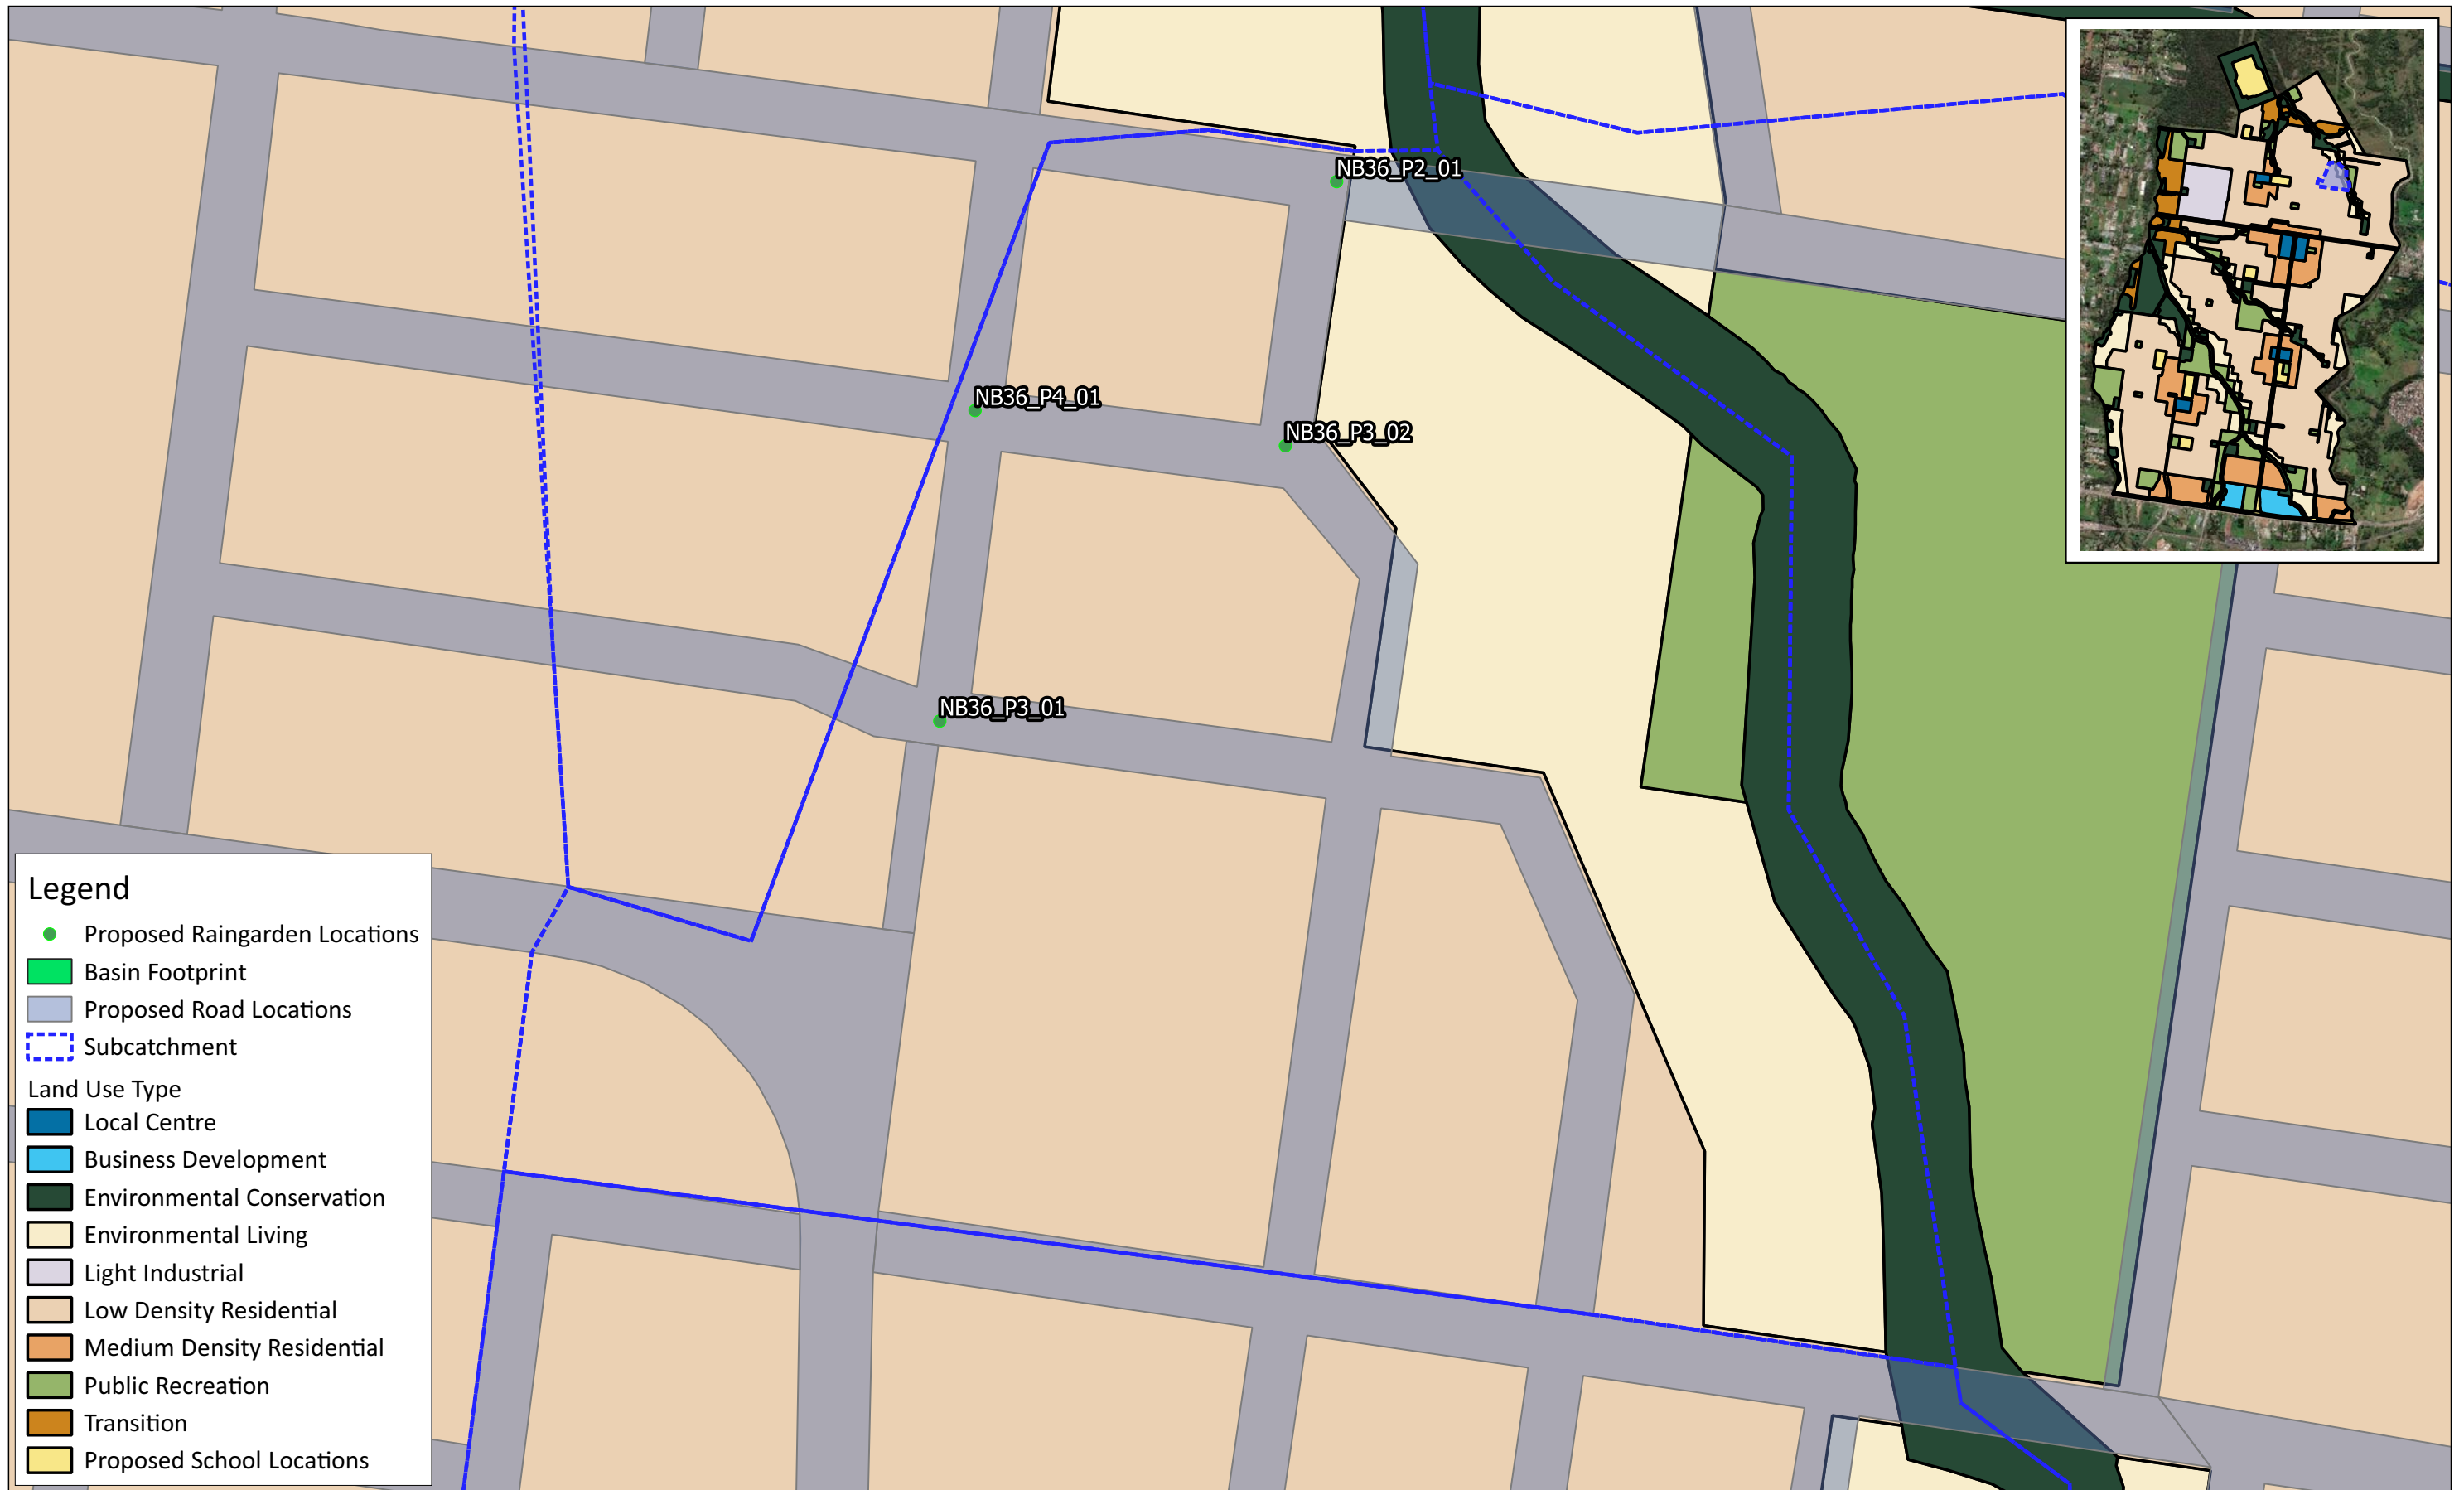 NB36_P2_01
NB36_P4_01
NB36_P3_02
NB36_P3_01
Legend
Proposed Raingarden Locations
Basin Footprint
Proposed Road Locations
Subcatchment
Land Use Type
Local Centre
Business Development
Environmental Conservation
Environmental Living
Light Industrial
Low Density Residential
Medium Density Residential
Public Recreation
Transition
Proposed School Locations